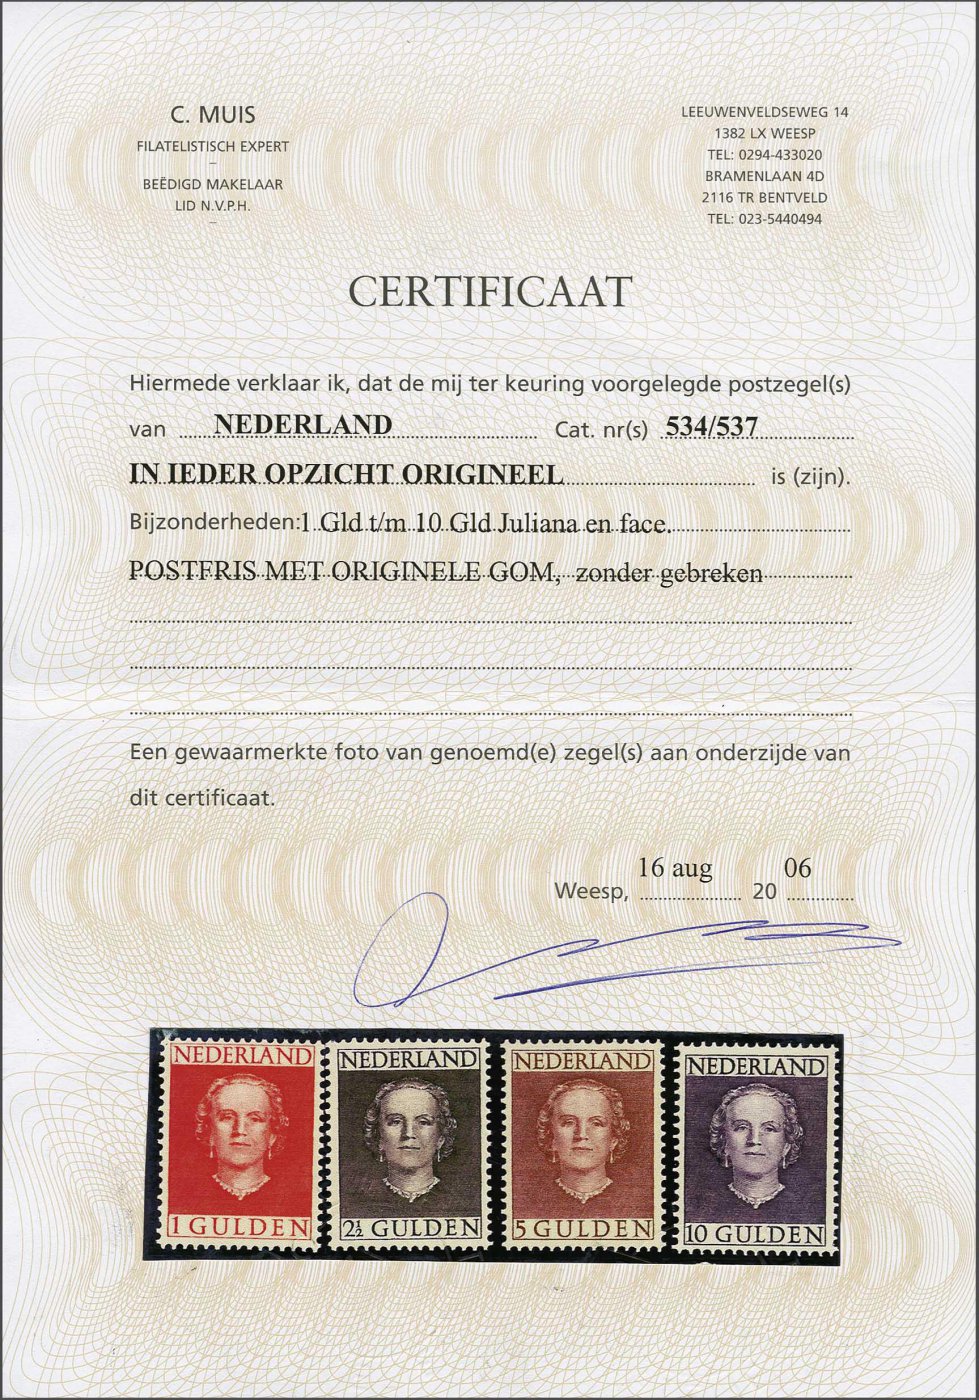 C. MUIS
FILATELISTISCH EXPERT
–
BEËDIGD MAKELAAR
LID N.V.P.H.
–
LEEUWENVELDSEWEG 14
1382 LX WEESP
TEL: 0294-433020
BRAMENLAAN 4D
2116 TR BENTVELD
TEL: 023-5440494
CERTIFICAAT
Hiermede verklaar ik, dat de mij ter keuring voorgelegde postzegel(s)
van NEDERLAND Cat. nr(s) 534/537
IN IEDER OPZICHT ORIGINEEL is (zijn).
Bijzonderheden:1 Gld t/m 10 Gld Juliana en face.
POSTFRIS MET ORIGINELE GOM, zonder gebreken
Een gewaarmerkte foto van genoemd(e) zegel(s) aan onderzijde van
dit certificaat.
Weesp, 16 aug 20 06
NEDERLAND
1 GULDEN
NEDERLAND
2½ GULDEN
NEDERLAND
5 GULDEN
NEDERLAND
10 GULDEN